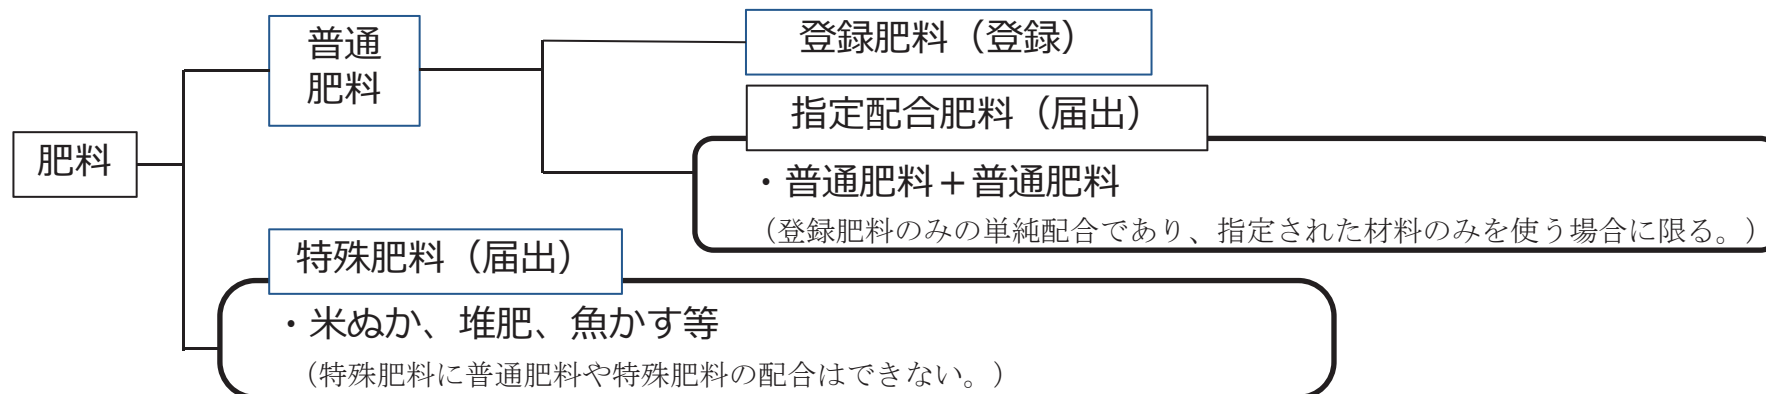 肥料
普通
肥料
登録肥料（登録）
指定配合肥料（届出）
・普通肥料＋普通肥料
（登録肥料のみの単純配合であり、指定された材料のみを使う場合に限る。）
特殊肥料（届出）
・米ぬか、堆肥、魚かす等
（特殊肥料に普通肥料や特殊肥料の配合はできない。）